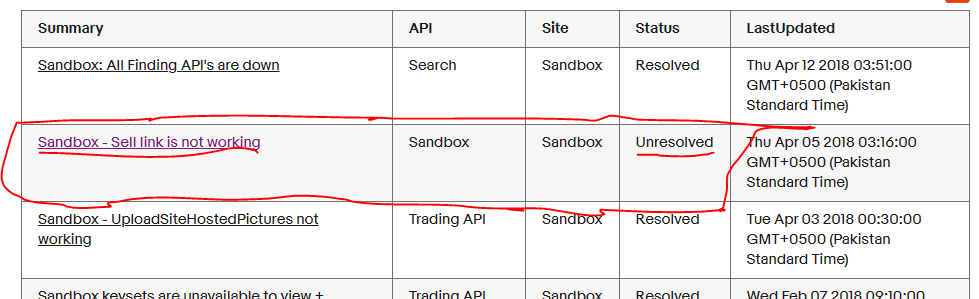 Summary API Site Status LastUpdated
Sandbox: All Finding API's are down Search Sandbox Resolved Thu Apr 12 2018 03:51:00
GMT+0500 (Pakistan
Standard Time)
Sandbox - Sell link is not working Sandbox Sandbox Unresolved Thu Apr 05 2018 03:16:00
GMT+0500 (Pakistan
Standard Time)
Sandbox - UploadSiteHostedPictures not Trading API Sandbox Resolved Tue Apr 03 2018 00:30:00
working GMT+0500 (Pakistan
Standard Time)
Sandbox keysets are unavailable to view + Trading API Sandbox Resolved Wed Feb 07 2018 09:10:00